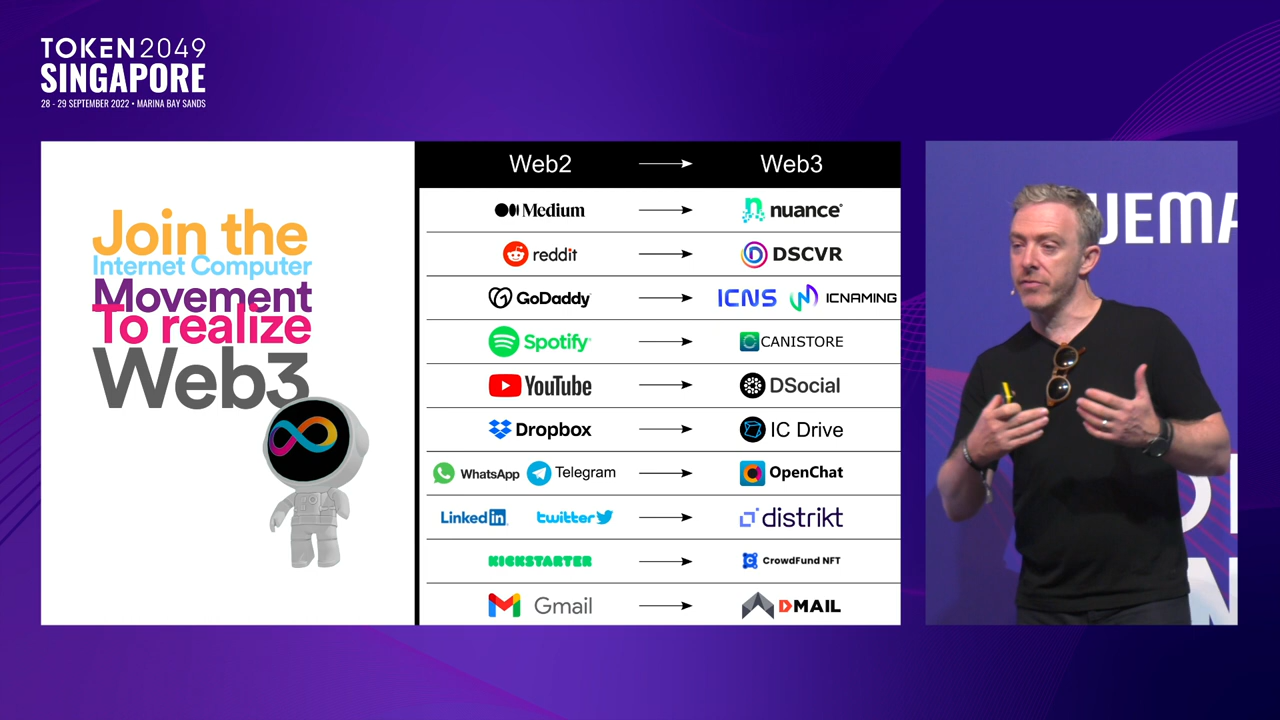 TOKEN2049
SINGAPORE
28 - 29 SEPTEMBER 2022 • MARINA BAY SANDS
Join the
Internet Computer
Movement
To realize
Web3
Web2 Web3
Medium nuance
reddit DSCVR
GoDaddy ICNS ICNAMING
Spotify CANISTORE
YouTube DSocial
Dropbox IC Drive
WhatsApp Telegram OpenChat
Linkedin twitter distrikt
KICKSTARTER CrowdFund NFT
Gmail DMAIL